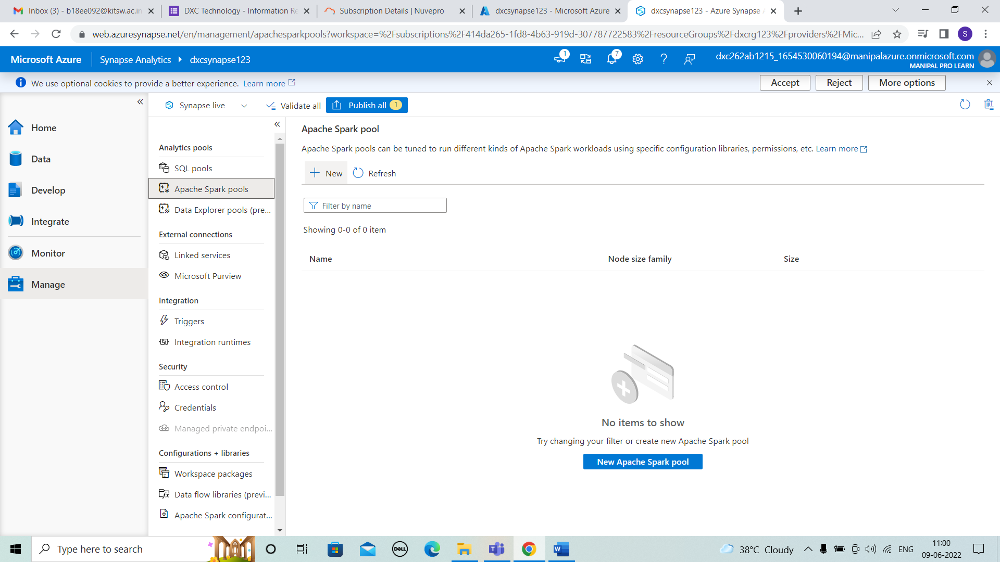 Inbox (3) - b18ee092@kitsw.ac.in
DXC Technology - Information Re
Subscription Details | Nuvepro
dxcsynapse123 - Microsoft Azure
dxcsynapse123 - Azure Synapse A
web.azuresynapse.net/en/management/apachesparkpools?workspace=%2Fsubscriptions%2F414da265-1fd8-4b63-919d-307787722583%2FresourceGroups%2Fdxcrg123%2Fproviders%2FMic...
S
Microsoft Azure
Synapse Analytics
dxcsynapse123
1
7
dxc262ab1215_1654530060194@manipalazure.onmicrosoft.com
MANIPAL PRO LEARN
We use optional cookies to provide a better experience. Learn more
Accept
Reject
More options
Synapse live
Validate all
Publish all 1
Home
Data
Develop
Integrate
Monitor
Manage
Analytics pools
SQL pools
Apache Spark pools
Data Explorer pools (pre...
External connections
Linked services
Microsoft Purview
Integration
Triggers
Integration runtimes
Security
Access control
Credentials
Managed private endpoi...
Configurations + libraries
Workspace packages
Data flow libraries (previ...
Apache Spark configurat...
Apache Spark pool
Apache Spark pools can be tuned to run different kinds of Apache Spark workloads using specific configuration libraries, permissions, etc. Learn more
New
Refresh
Filter by name
Showing 0-0 of 0 item
Name
Node size family
Size
No items to show
Try changing your filter or create new Apache Spark pool
New Apache Spark pool
Type here to search
DELL
38°C Cloudy
ENG
11:00
09-06-2022